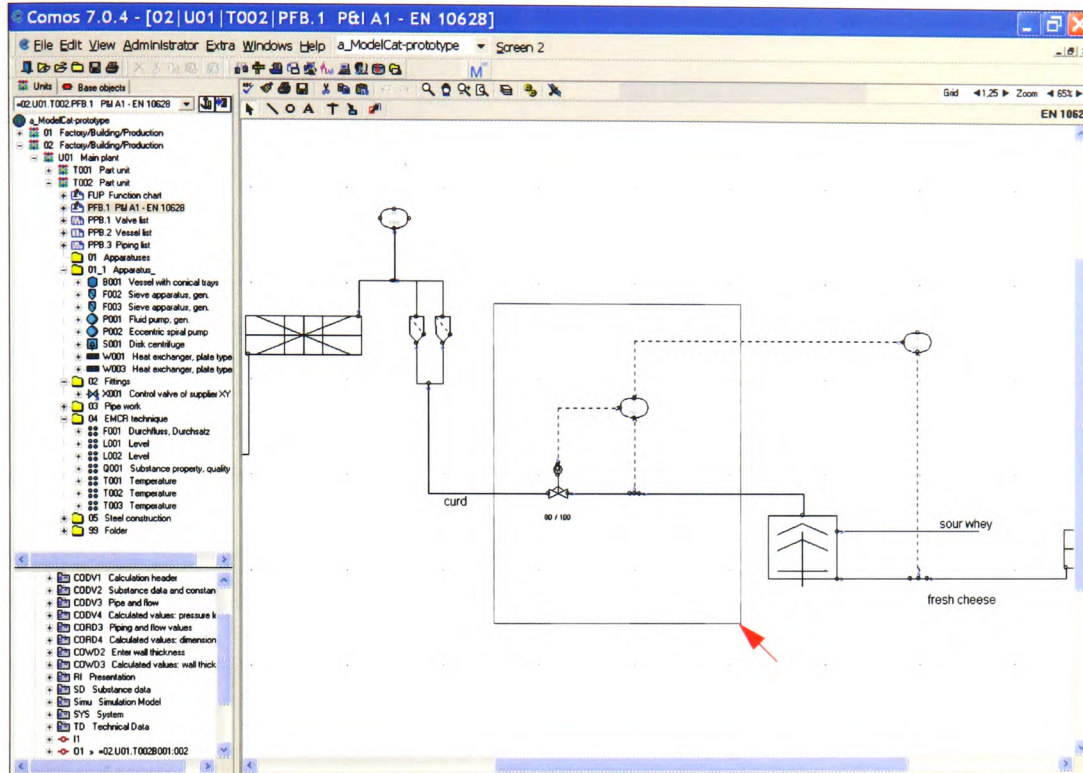 Comos 7.0.4 - [02|U01|T002|PFB.1 P&I A1 - EN 10628]
File Edit View Administrator Extra Windows Help a_ModelCat-prototype Screen 2
M
Units Base objects
=02.U01.T002.PFB.1 P&I A1 - EN 10628
Grid 1,25 Zoom 65%
EN 1062
a_ModelCat-prototype
01 Factory/Building/Production
02 Factory/Building/Production
U01 Main plant
T001 Part unit
T002 Part unit
FUP Function chart
PFB.1 P&I A1 - EN 10628
PPB.1 Valve list
PPB.2 Vessel list
PPB.3 Piping list
01 Apparatuses
01_1 Apparatus_
B001 Vessel with conical trays
F002 Sieve apparatus, gen.
F003 Sieve apparatus, gen.
P001 Fluid pump, gen.
P002 Eccentric spiral pump
S001 Disk centrifuge
W001 Heat exchanger, plate type
W003 Heat exchanger, plate type
02 Fittings
X001 Control valve of supplier XY
03 Pipe work
04 EMCR technique
F001 Durchfluss, Durchsatz
L001 Level
L002 Level
Q001 Substance property, quality
T001 Temperature
T002 Temperature
T003 Temperature
05 Steel construction
99 Folder
CODV1 Calculation header
CODV2 Substance data and constan
CODV3 Pipe and flow
CODV4 Calculated values: pressure l
CORD3 Piping and flow values
CORD4 Calculated values: dimension
COWD2 Enter wall thickness
COWD3 Calculated values: wall thick
RI Presentation
SD Substance data
Simu Simulation Model
SYS System
TD Technical Data
I1
O1 » =02.U01.T002B001:002
curd
80 / 100
sour whey
fresh cheese